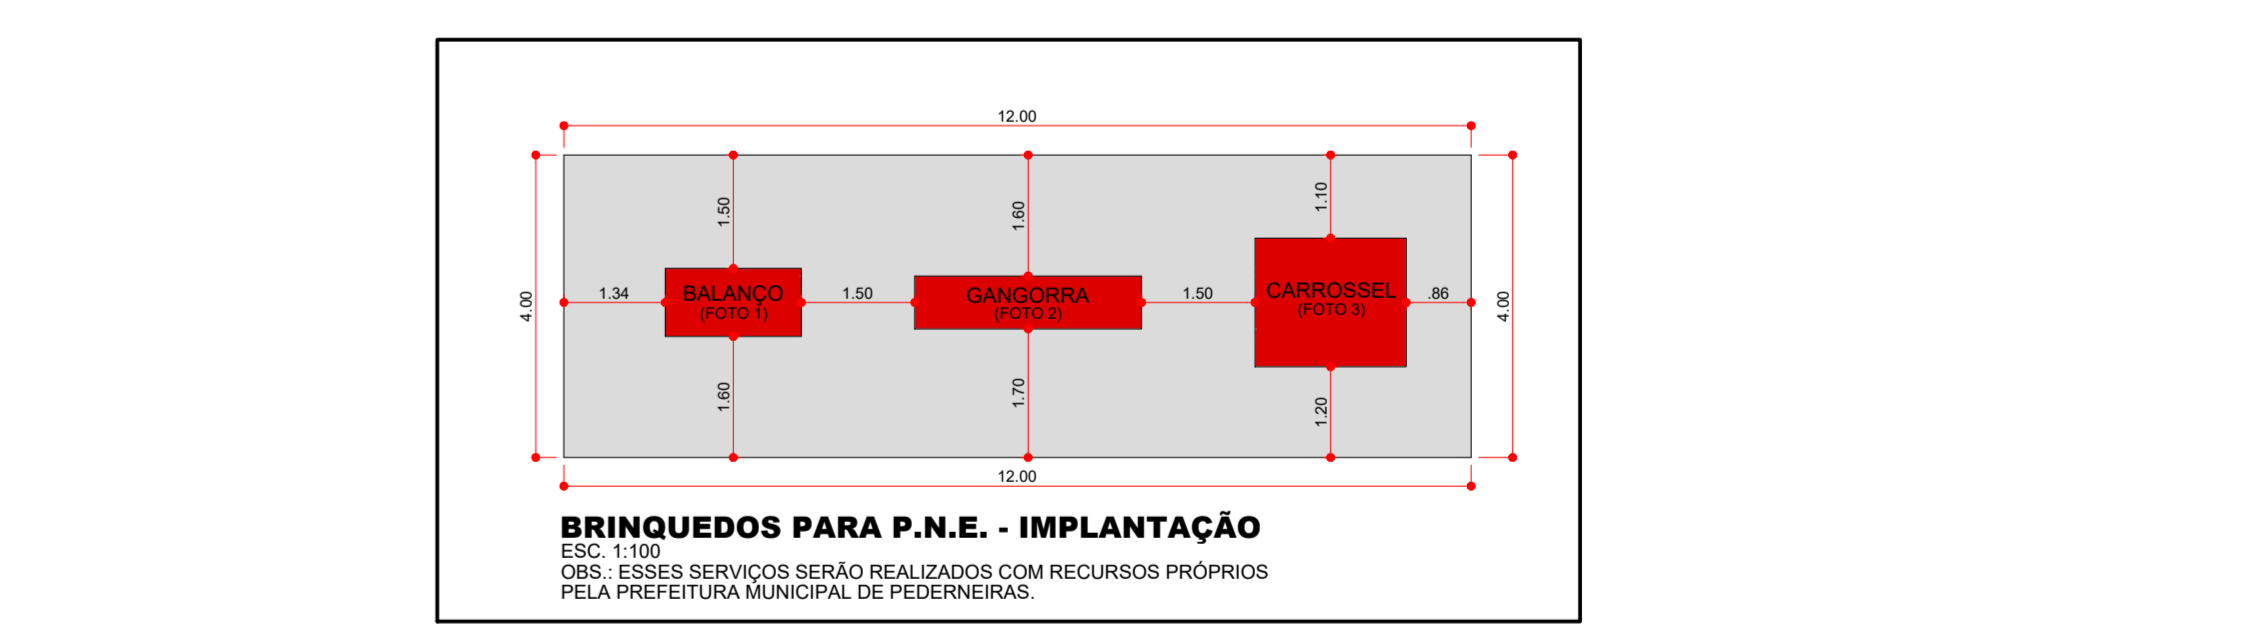 12.00
1.50
1.60
1.10
4.00
1.34
BALANÇO
(FOTO 1)
1.50
GANGORRA
(FOTO 2)
1.50
CARROSSEL
(FOTO 3)
.86
4.00
1.60
1.70
1.20
12.00
BRINQUEDOS PARA P.N.E. - IMPLANTAÇÃO
ESC. 1:100
OBS.: ESSES SERVIÇOS SERÃO REALIZADOS COM RECURSOS PRÓPRIOS
PELA PREFEITURA MUNICIPAL DE PEDERNEIRAS.